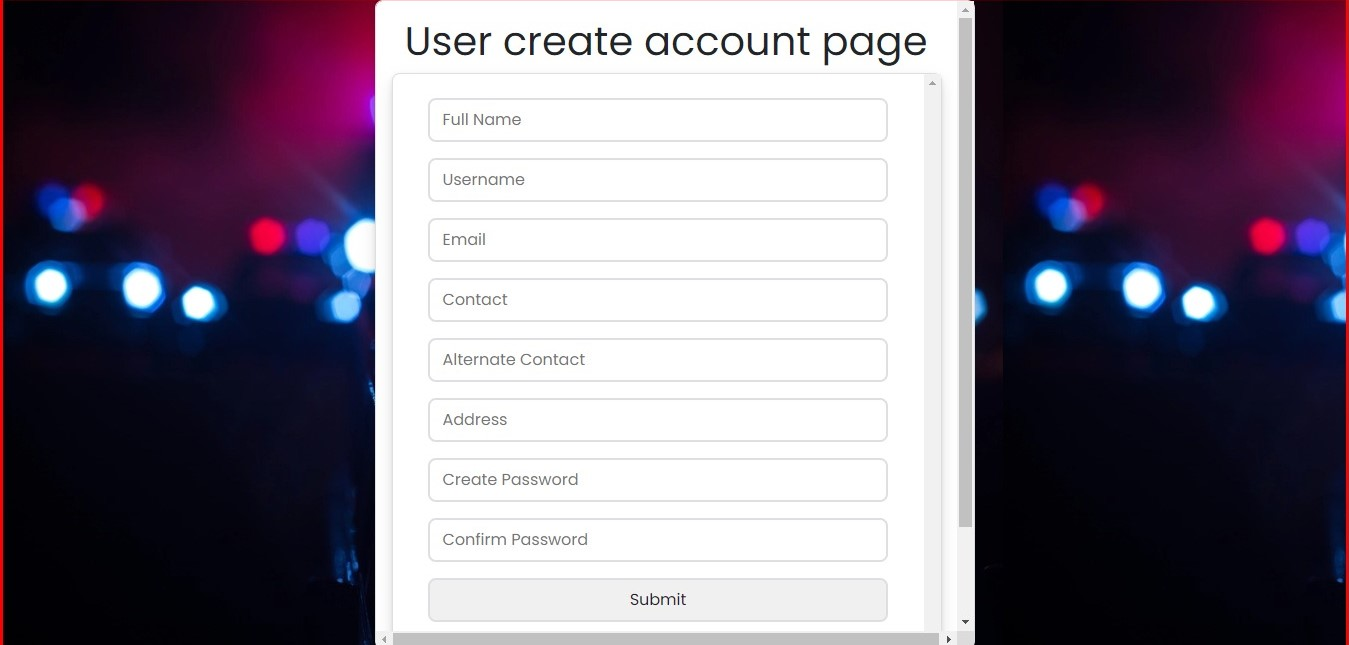 User create account page
Full Name
Username
Email
Contact
Alternate Contact
Address
Create Password
Confirm Password
Submit